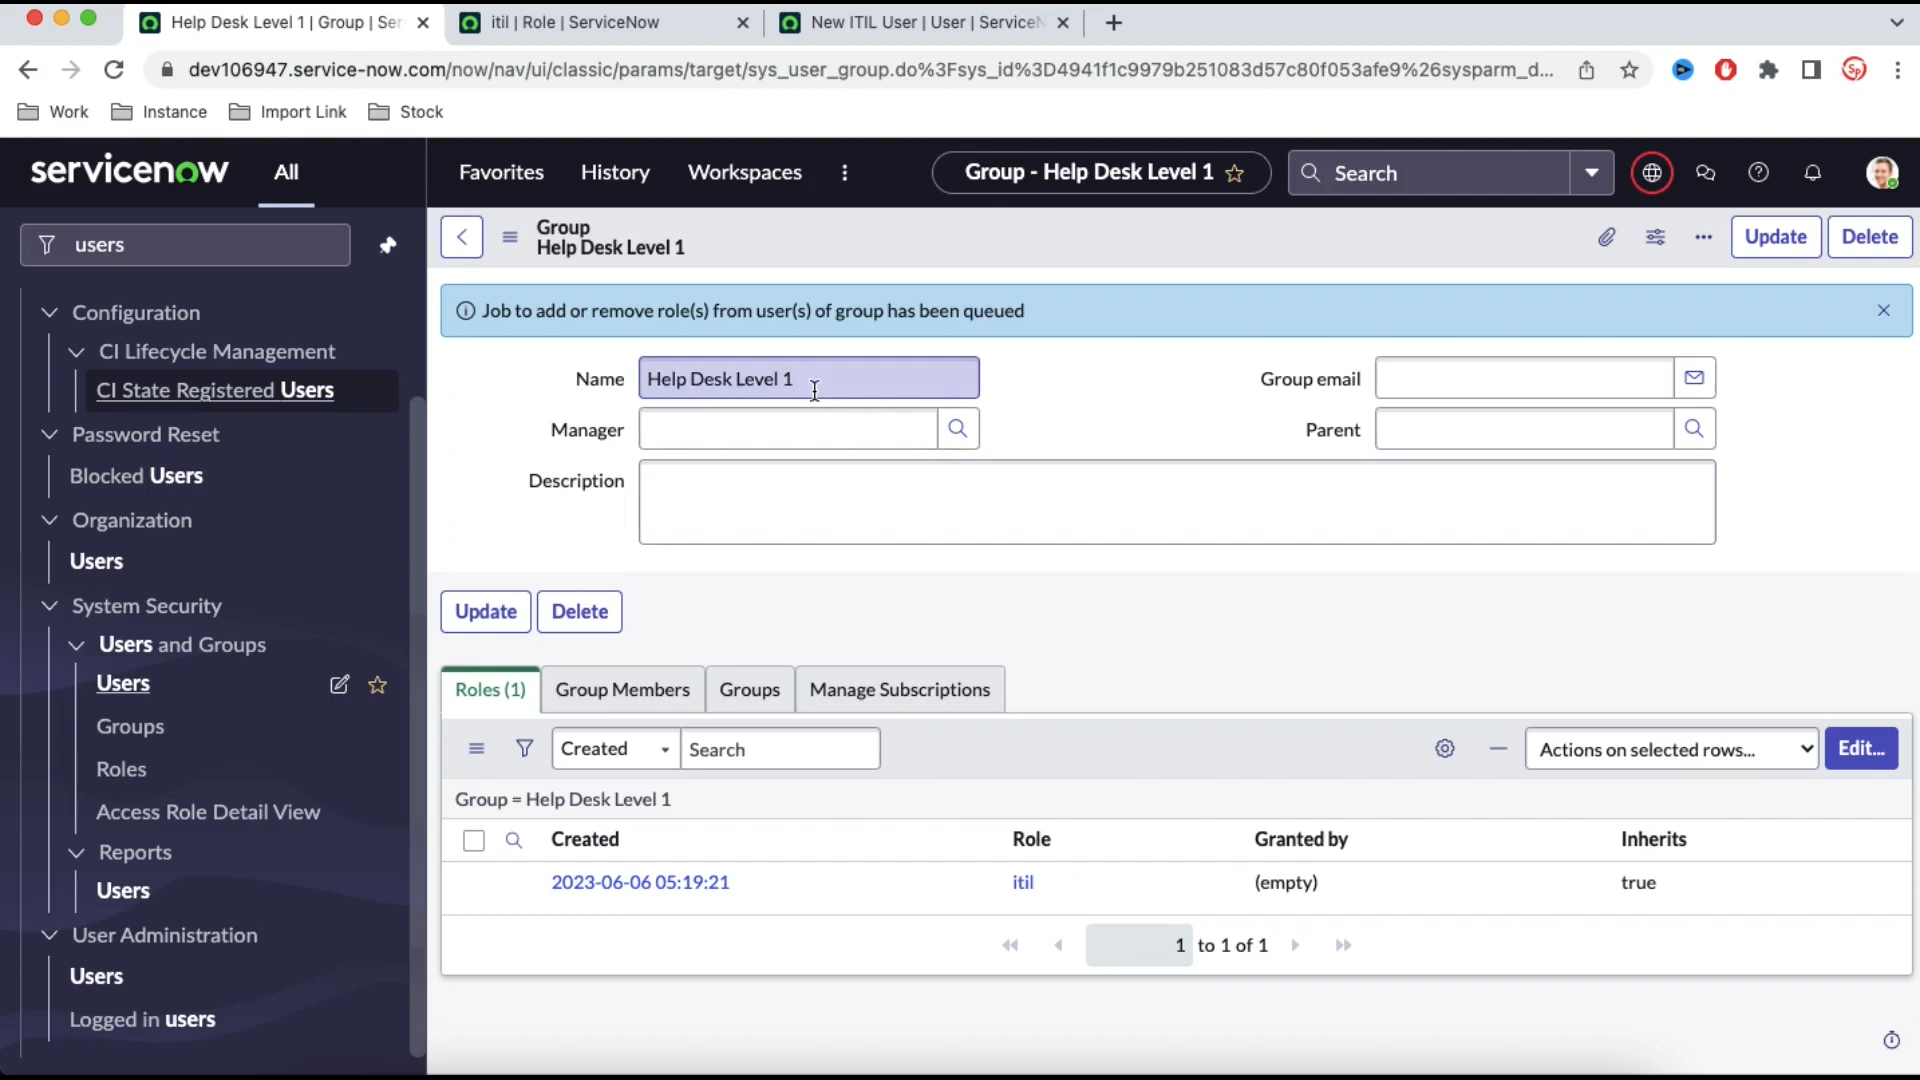 Help Desk Level 1 | Group | Ser
itil | Role | ServiceNow
New ITIL User | User | ServiceN
dev106947.service-now.com/now/nav/ui/classic/params/target/sys_user_group.do%3Fsys_id%3D4941f1c9979b251083d57c80f053afe9%26sysparm_d...
Sp
Work
Instance
Import Link
Stock
servicenow
All
Favorites
History
Workspaces
Group - Help Desk Level 1
Search
users
Configuration
CI Lifecycle Management
CI State Registered Users
Password Reset
Blocked Users
Organization
Users
System Security
Users and Groups
Users
Groups
Roles
Access Role Detail View
Reports
Users
User Administration
Users
Logged in users
Group
Help Desk Level 1
Update
Delete
Job to add or remove role(s) from user(s) of group has been queued
Name
Help Desk Level 1
Group email
Manager
Parent
Description
Update
Delete
Roles (1)
Group Members
Groups
Manage Subscriptions
Created
Search
Actions on selected rows...
Edit...
Group = Help Desk Level 1
Created
Role
Granted by
Inherits
2023-06-06 05:19:21
itil
(empty)
true
1 to 1 of 1